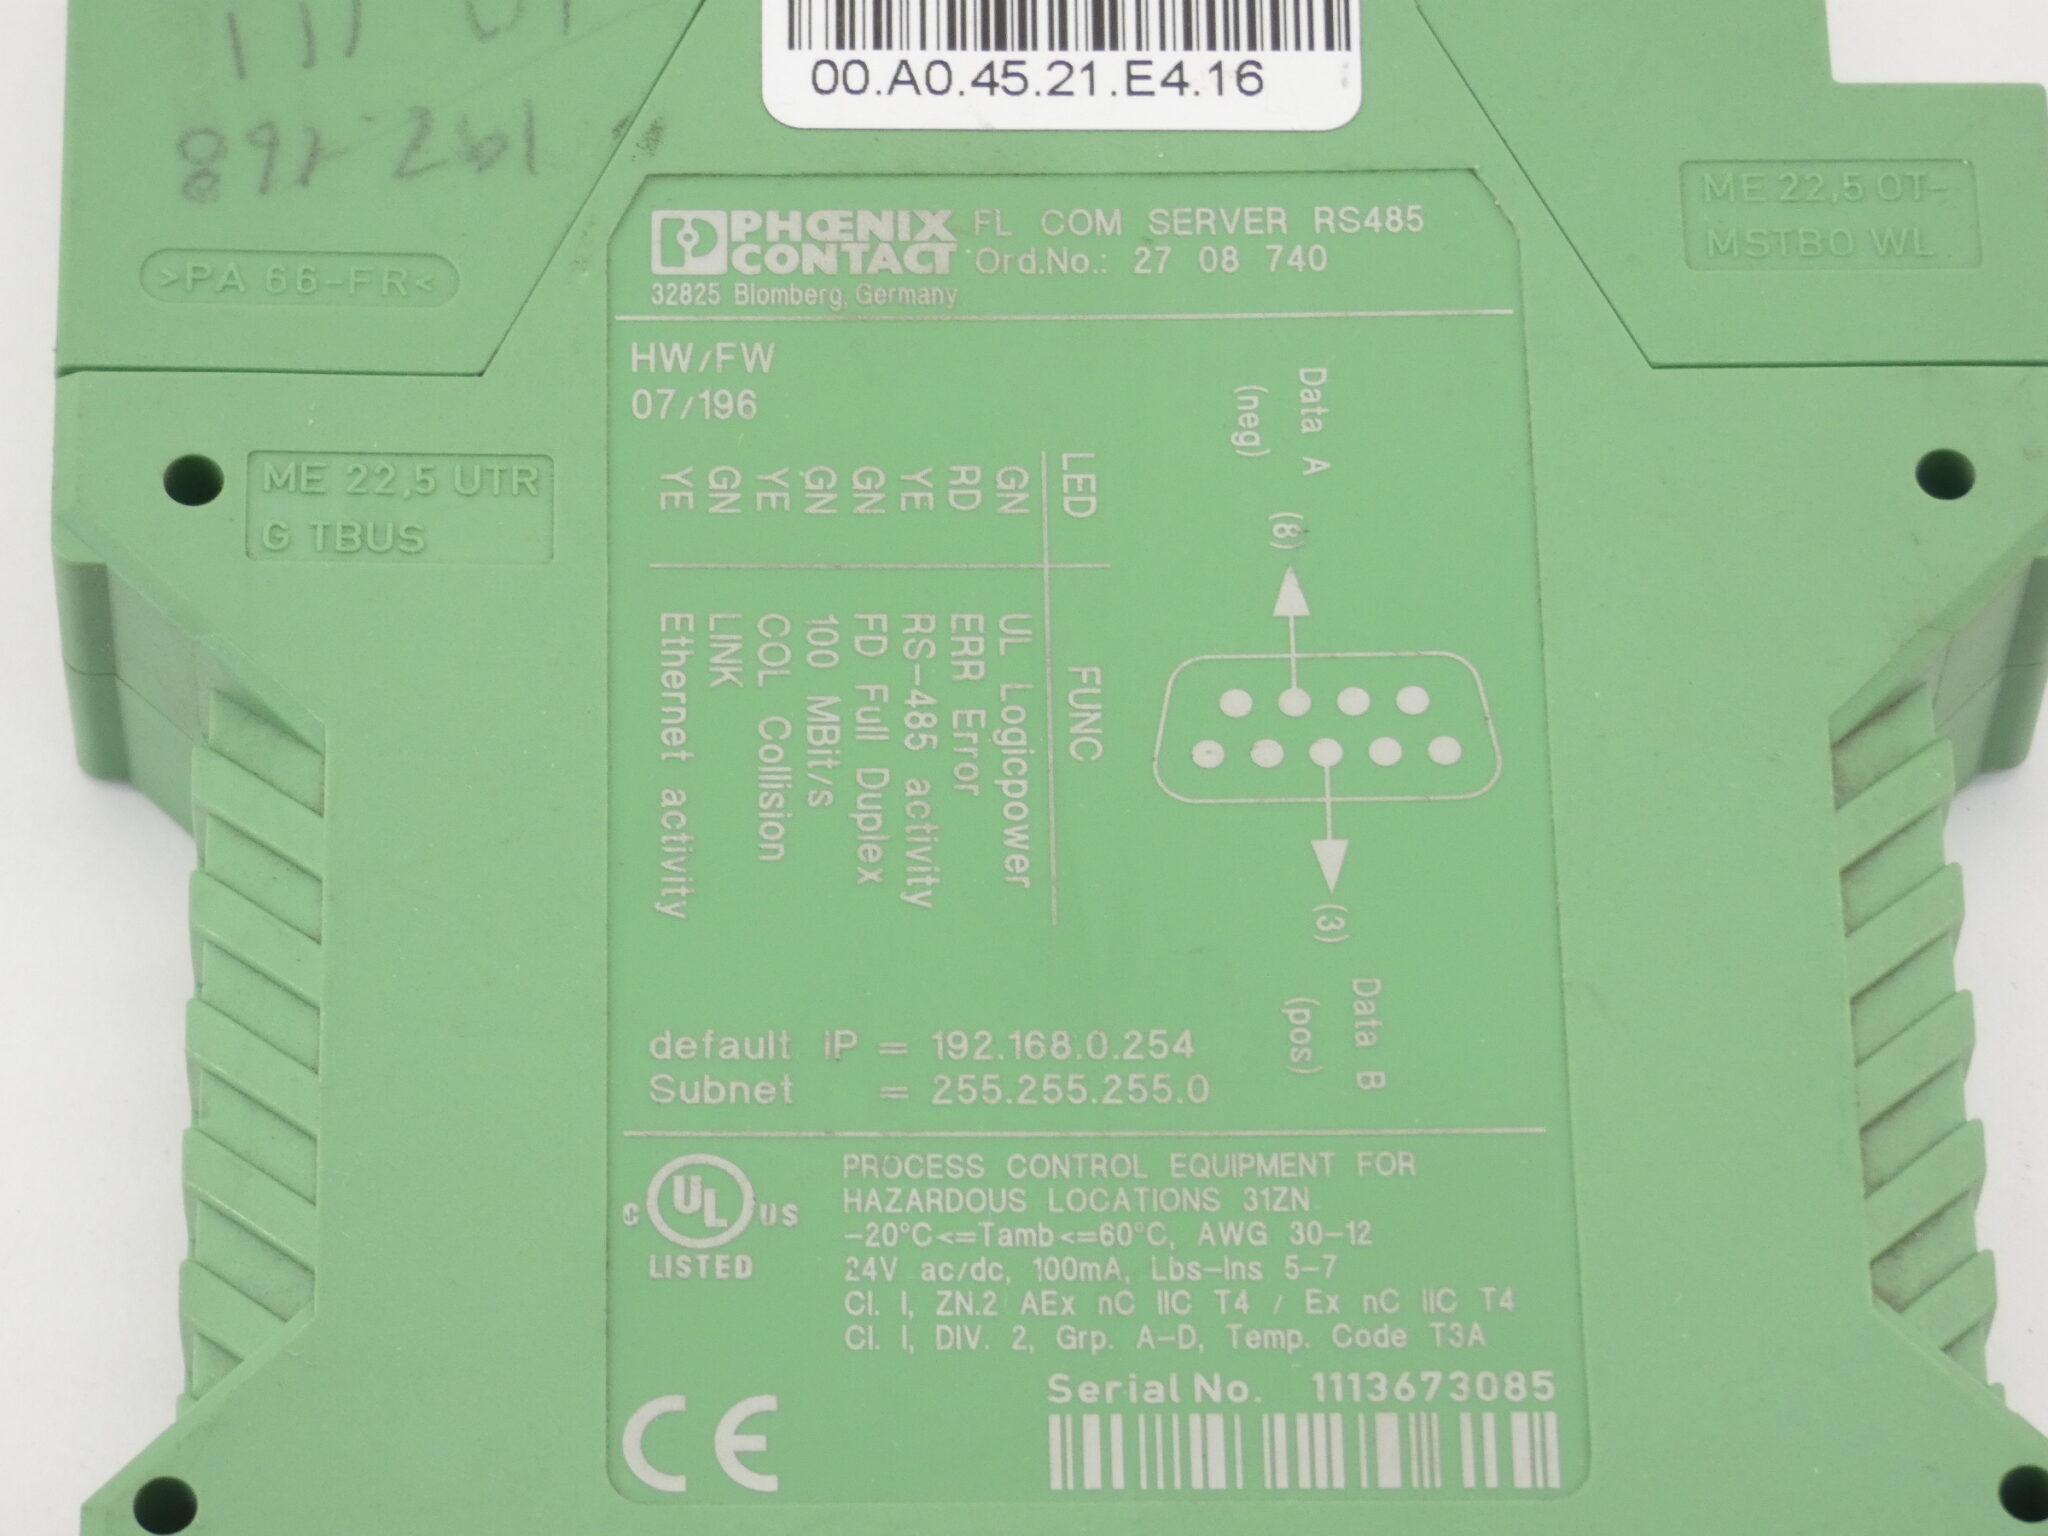 00.A0.45.21.E4.16
192.168
>PA 66-FR<
ME 22,5 OT-
MSTBO WL
PHŒNIX
CONTACT
FL COM SERVER RS485
Ord.No.: 27 08 740
32825 Blomberg, Germany
HW/FW
07/196
ME 22,5 UTR
G TBUS
LED FUNC
GN UL Logicpower
RD ERR Error
YE RS-485 activity
GN FD Full Duplex
GN 100 MBit/s
YE COL Collision
GN LINK
YE Ethernet activity
Data A (8)
(neg)
(3) Data B
(pos)
default IP = 192.168.0.254
Subnet = 255.255.255.0
C UL US
LISTED
PROCESS CONTROL EQUIPMENT FOR
HAZARDOUS LOCATIONS 31ZN
-20°C<=Tamb<=60°C, AWG 30-12
24V ac/dc, 100mA, Lbs-Ins 5-7
Cl. I, ZN.2 AEx nC IIC T4 / Ex nC IIC T4
Cl. I, DIV. 2, Grp. A-D, Temp. Code T3A
Serial No. 1113673085
CE